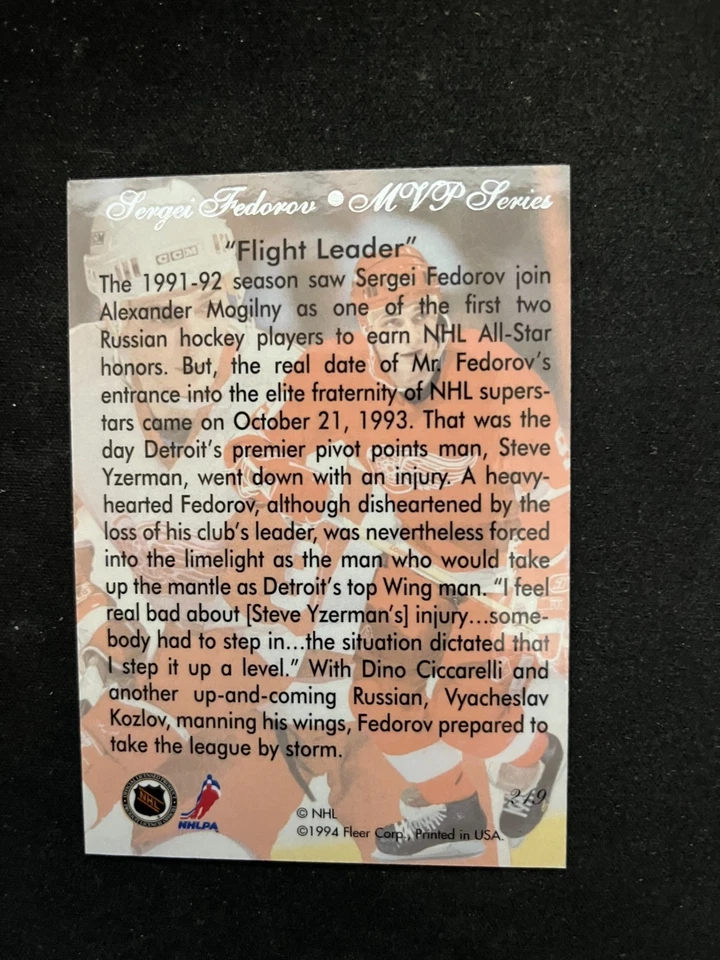 Sergei Fedorov • MVP Series
"Flight Leader"
The 1991-92 season saw Sergei Fedorov join
Alexander Mogilny as one of the first two
Russian hockey players to earn NHL All-Star
honors. But, the real date of Mr. Fedorov's
entrance into the elite fraternity of NHL supers-
tars came on October 21, 1993. That was the
day Detroit's premier pivot points man, Steve
Yzerman, went down with an injury. A heavy-
hearted Fedorov, although disheartened by the
loss of his club's leader, was nevertheless forced
into the limelight as the man who would take
up the mantle as Detroit's top Wing man. "I feel
real bad about [Steve Yzerman's] injury...some-
body had to step in...the situation dictated that
I step it up a level." With Dino Ciccarelli and
another up-and-coming Russian, Vyacheslav
Kozlov, manning his wings, Fedorov prepared to
take the league by storm.
CCM
NHL
NHLPA
© NHL
©1994 Fleer Corp., Printed in USA.
2-9